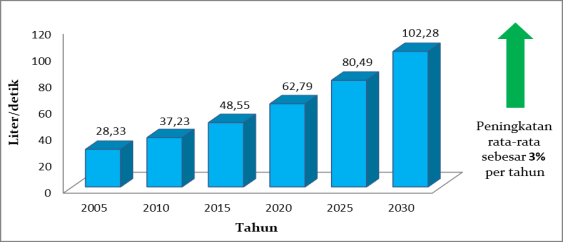 120
100
80
60
40
20
0
Liter/detik
28,33
37,23
48,55
62,79
80,49
102,28
2005 2010 2015 2020 2025 2030
Tahun
Peningkatan
rata-rata
sebesar 3%
per tahun